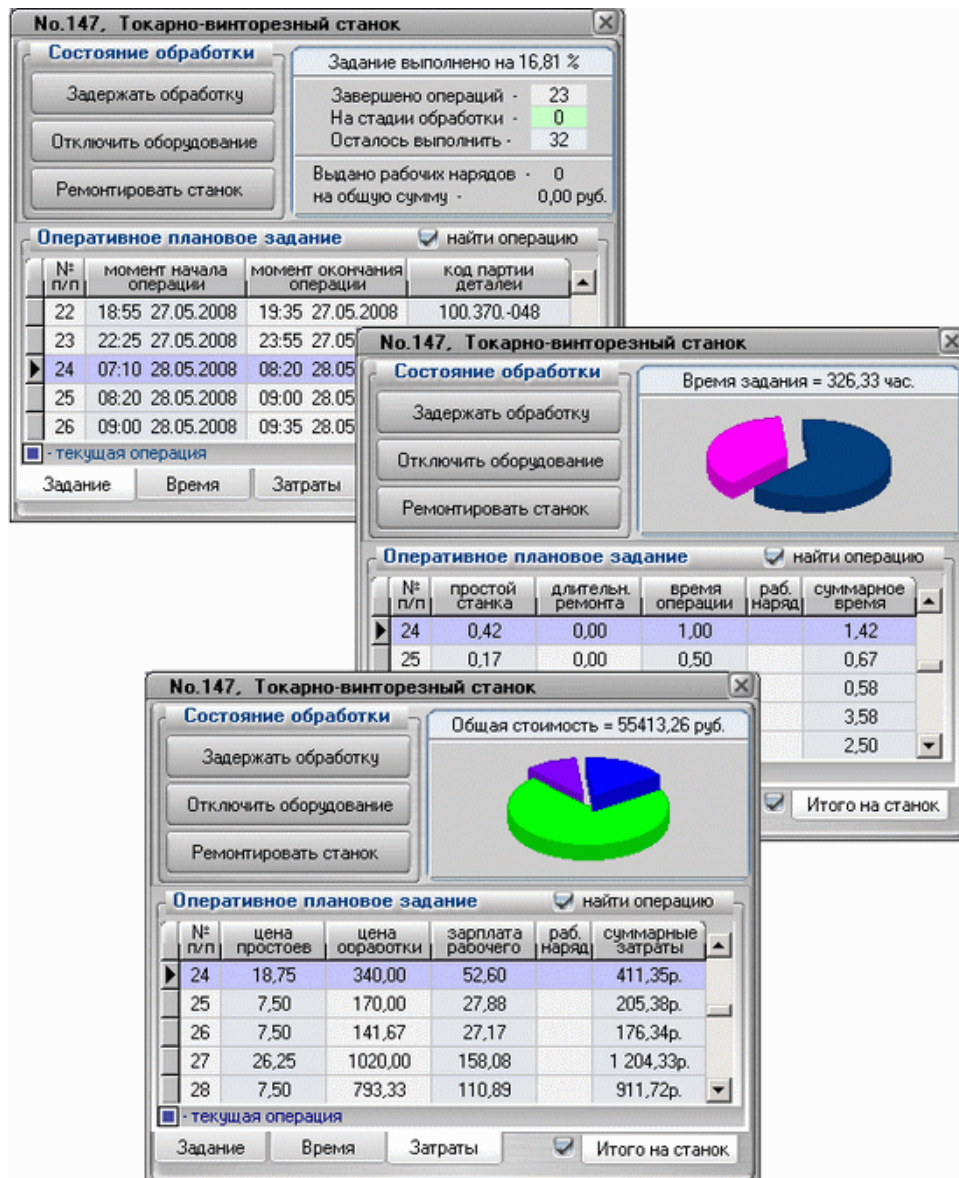 No.147, Токарно-винторезный станок
Состояние обработки
Задержать обработку
Отключить оборудование
Ремонтировать станок
Задание выполнено на 16,81 %
Завершено операций - 23
На стадии обработки - 0
Осталось выполнить - 32
Выдано рабочих нарядов - 0
на общую сумму - 0,00 руб.
Оперативное плановое задание найти операцию
№ п/п момент начала операции момент окончания операции код партии деталей
22 18:55 27.05.2008 19:35 27.05.2008 100.370.-048
23 22:25 27.05.2008 23:55 27.05
24 07:10 28.05.2008 08:20 28.05
25 08:20 28.05.2008 09:00 28.05
26 09:00 28.05.2008 09:35 28.05
- текущая операция
Задание Время Затраты
No.147, Токарно-винторезный станок
Состояние обработки
Задержать обработку
Отключить оборудование
Ремонтировать станок
Время задания = 326,33 час.
Оперативное плановое задание найти операцию
№ п/п простой станка длительн. ремонта время операции раб. наряд суммарное время
24 0,42 0,00 1,00 1,42
25 0,17 0,00 0,50 0,67
0,58
3,58
2,50
Итого на станок
No.147, Токарно-винторезный станок
Состояние обработки
Задержать обработку
Отключить оборудование
Ремонтировать станок
Общая стоимость = 55413,26 руб.
Оперативное плановое задание найти операцию
№ п/п цена простоев цена обработки зарплата рабочего раб. наряд суммарные затраты
24 18,75 340,00 52,60 411,35р.
25 7,50 170,00 27,88 205,38р.
26 7,50 141,67 27,17 176,34р.
27 26,25 1020,00 158,08 1 204,33р.
28 7,50 793,33 110,89 911,72р.
- текущая операция
Задание Время Затраты Итого на станок